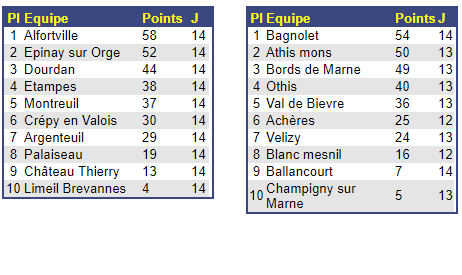 Pl Equipe Points J
1 Alfortville 58 14
2 Epinay sur Orge 52 14
3 Dourdan 44 14
4 Etampes 38 14
5 Montreuil 37 14
6 Crépy en Valois 30 14
7 Argenteuil 29 14
8 Palaiseau 19 14
9 Château Thierry 13 14
10 Limeil Brevannes 4 14
Pl Equipe Points J
1 Bagnolet 54 14
2 Athis mons 50 13
3 Bords de Marne 49 13
4 Othis 40 13
5 Val de Bievre 36 13
6 Achères 25 12
7 Velizy 24 13
8 Blanc mesnil 16 12
9 Ballancourt 7 14
10 Champigny sur
Marne 5 13